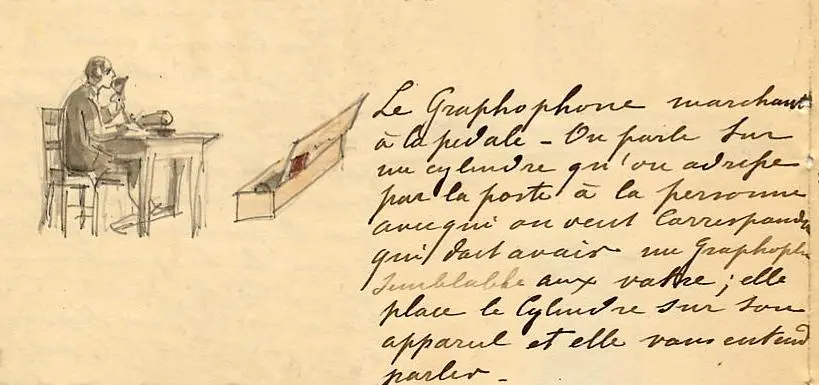 Le Graphophone marchant
à la pedale - On parle sur
un cylindre qu'on adresse
par la poste à la personne
avec qui on veut Correspondre
qui doit avoir un Graphoph
semblable aux votre ; elle
place le Cylindre sur son
appareil et elle vous entend
parler -